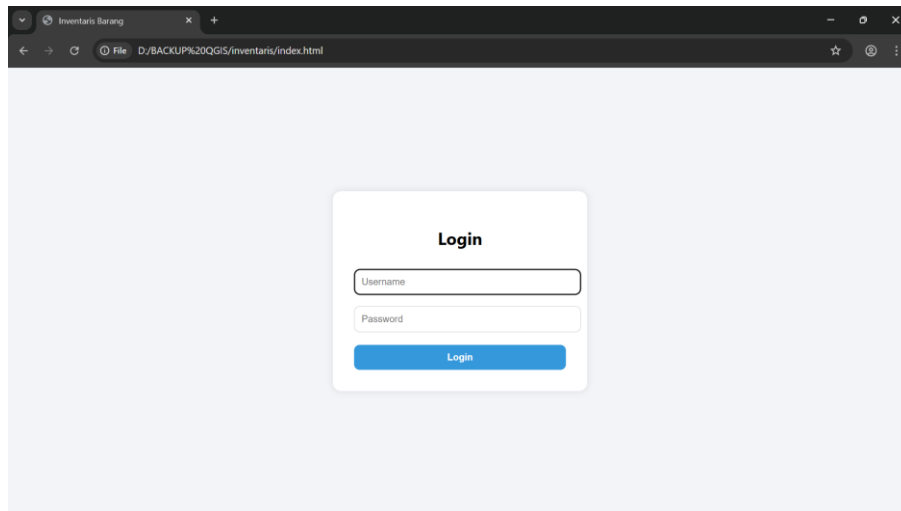 Inventaris Barang
File D:/BACKUP%20QGIS/inventaris/index.html
Login
Username
Password
Login